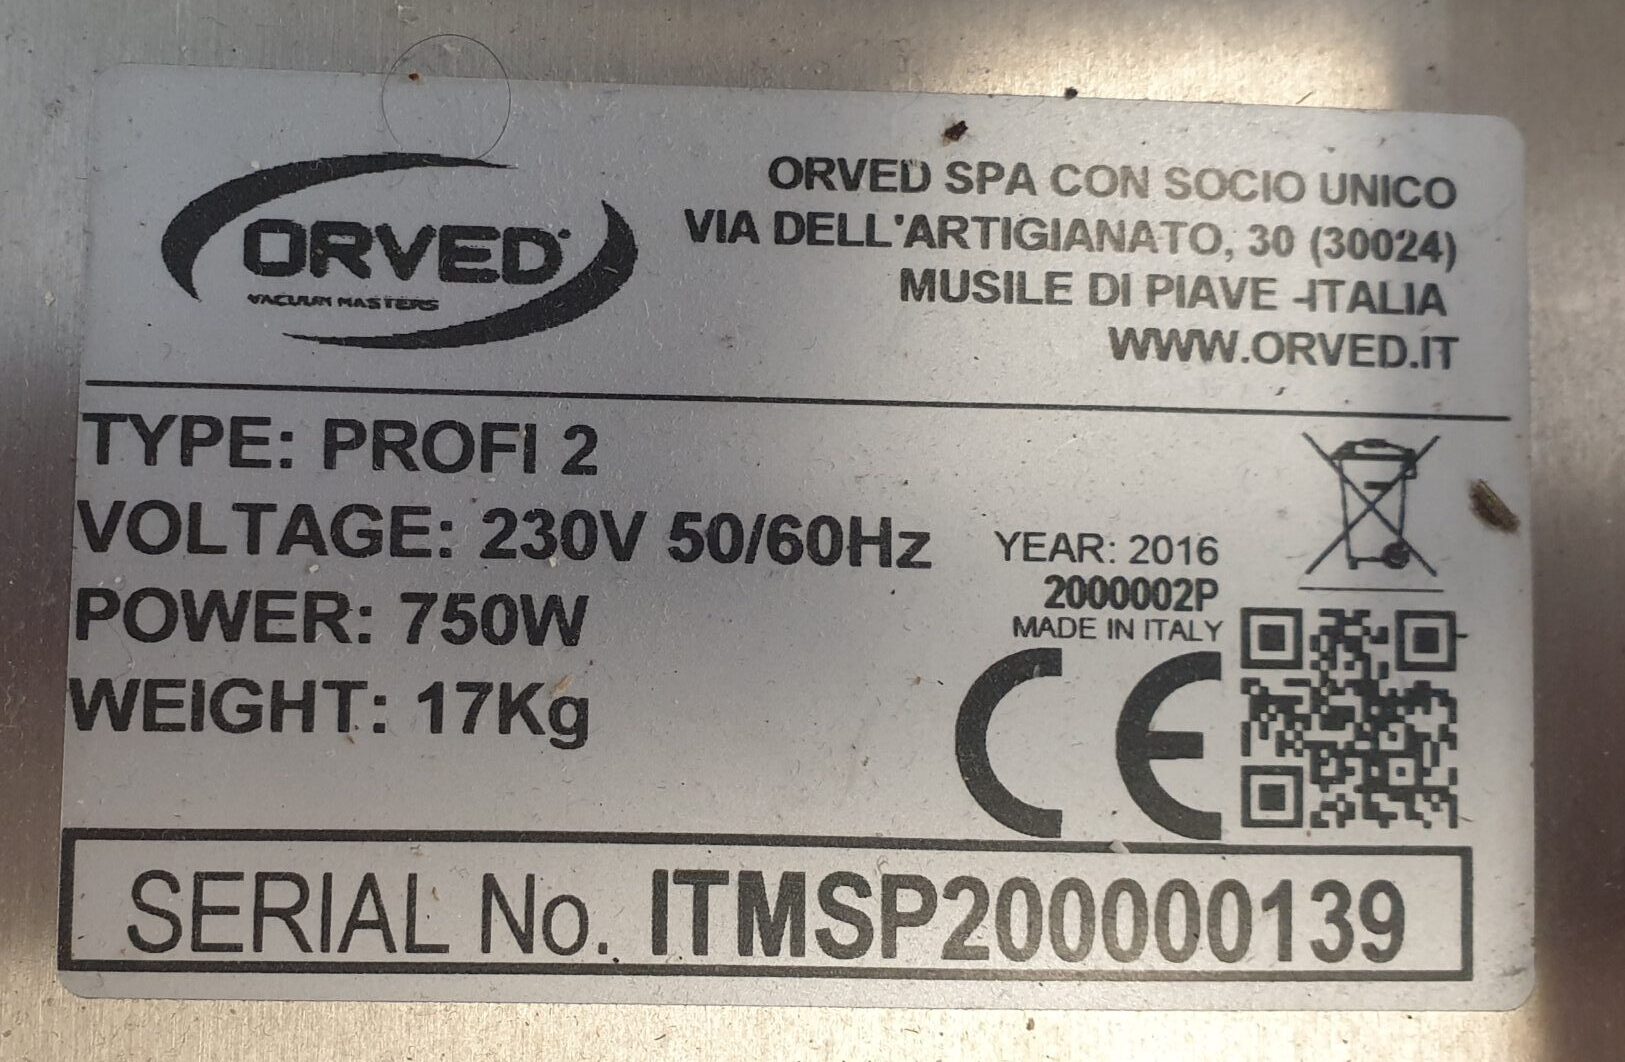 ORVED
VACUUM MASTERS
ORVED SPA CON SOCIO UNICO
VIA DELL'ARTIGIANATO, 30 (30024)
MUSILE DI PIAVE -ITALIA
WWW.ORVED.IT
TYPE: PROFI 2
VOLTAGE: 230V 50/60Hz
POWER: 750W
WEIGHT: 17Kg
YEAR: 2016
2000002P
MADE IN ITALY
CE
SERIAL No. ITMSP200000139